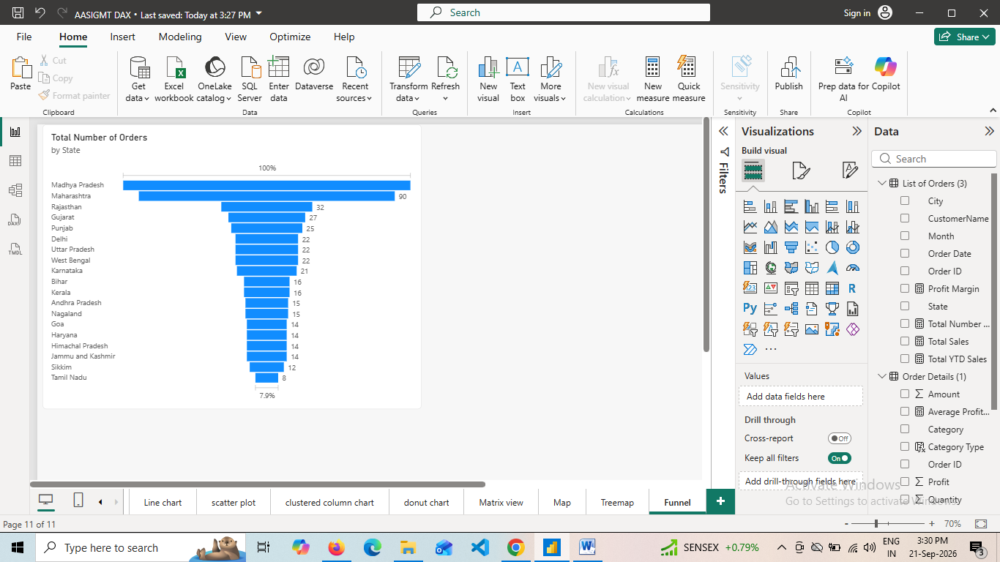 AASIGMT DAX • Last saved: Today at 3:27 PM
Search
Sign in
File Home Insert Modeling View Optimize Help
Share
Paste
Cut
Copy
Format painter
Clipboard
Get data
Excel workbook
OneLake catalog
SQL Server
Enter data
Dataverse
Recent sources
Data
Transform data
Refresh
Queries
New visual
Text box
More visuals
Insert
New visual calculation
New measure
Quick measure
Calculations
Sensitivity
Sensitivity
Publish
Share
Prep data for AI
Copilot
Copilot
Total Number of Orders
by State
100%
Madhya Pradesh
Maharashtra 90
Rajasthan 32
Gujarat 27
Punjab 25
Delhi 22
Uttar Pradesh 22
West Bengal 22
Karnataka 21
Bihar 16
Kerala 16
Andhra Pradesh 15
Nagaland 15
Goa 14
Haryana 14
Himachal Pradesh 14
Jammu and Kashmir 14
Sikkim 12
Tamil Nadu 8
7.9%
Filters
Visualizations
Build visual
Values
Add data fields here
Drill through
Cross-report Off
Keep all filters On
Add drill-through fields here
Data
Search
List of Orders (3)
City
CustomerName
Month
Order Date
Order ID
Profit Margin
State
Total Number ...
Total Sales
Total YTD Sales
Order Details (1)
Amount
Average Profit...
Category
Category Type
Order ID
Profit
Quantity
Activate Windows
Go to Settings to activate Windows.
Line chart
scatter plot
clustered column chart
donut chart
Matrix view
Map
Treemap
Funnel
Page 11 of 11
70%
Type here to search
SENSEX +0.79%
ENG
IN
3:30 PM
21-Sep-2026
3